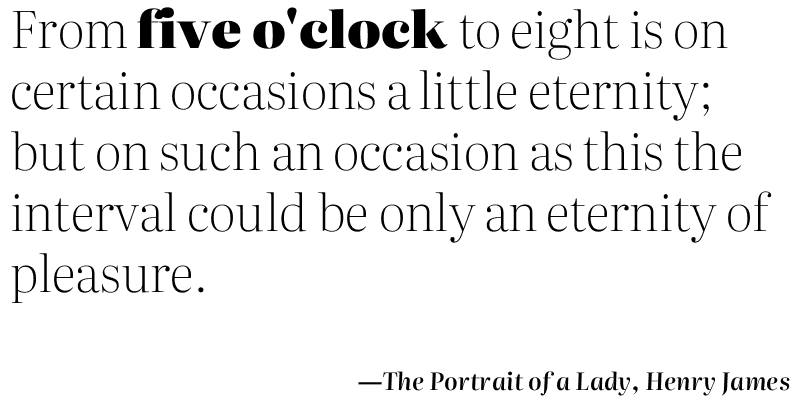 From five o'clock to eight is on
certain occasions a little eternity;
but on such an occasion as this the
interval could be only an eternity of
pleasure.
—The Portrait of a Lady, Henry James